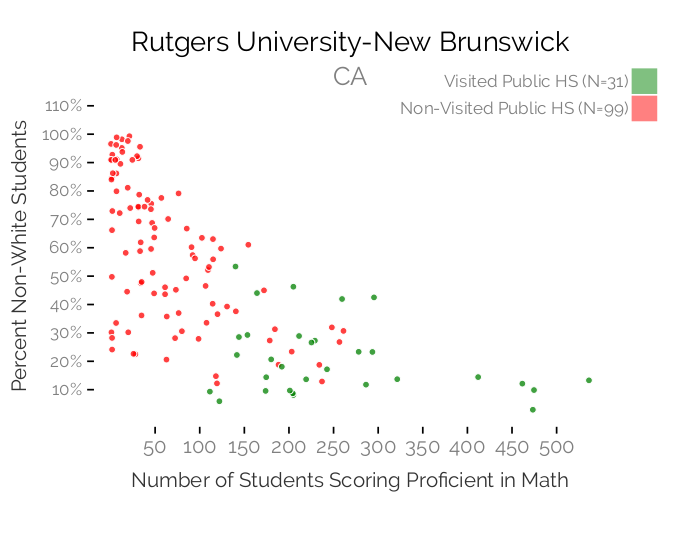 Rutgers University-New Brunswick
CA
Visited Public HS (N=31)
Non-Visited Public HS (N=99)
Percent Non-White Students
110%
100%
90%
80%
70%
60%
50%
40%
30%
20%
10%
50 100 150 200 250 300 350 400 450 500
Number of Students Scoring Proficient in Math